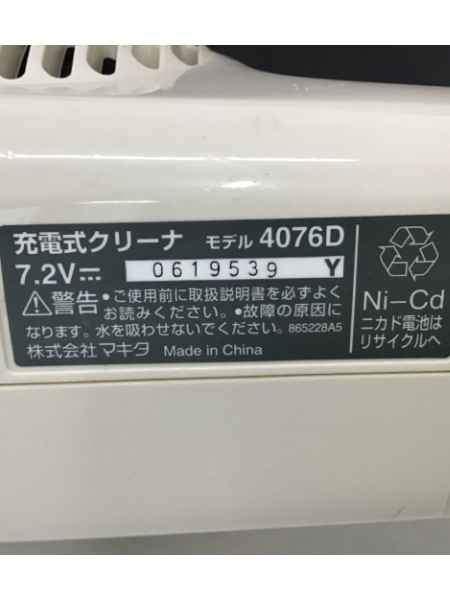 充電式クリーナ モデル 4076D
7.2V⎓ 0619539 Y
⚠警告 •ご使用前に取扱説明書を必ずよく
お読みください。•故障の原因に
なります。水を吸わせないでください。 865228A5
株式会社マキタ Made in China
Ni-Cd
ニカド電池は
リサイクルへ